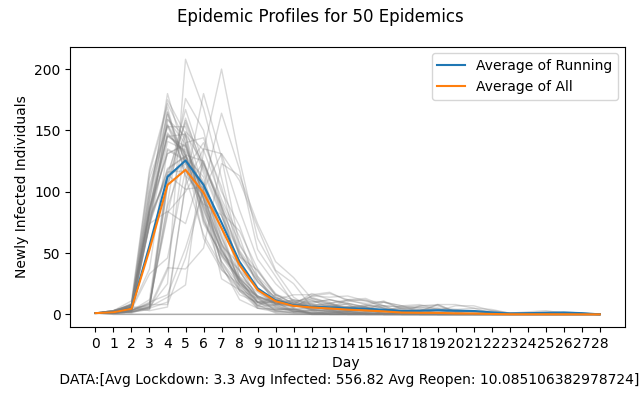 Epidemic Profiles for 50 Epidemics
Average of Running
Average of All
Newly Infected Individuals
200
150
100
50
0
0 1 2 3 4 5 6 7 8 9 10 11 12 13 14 15 16 17 18 19 20 21 22 23 24 25 26 27 28
Day
DATA:[Avg Lockdown: 3.3 Avg Infected: 556.82 Avg Reopen: 10.085106382978724]